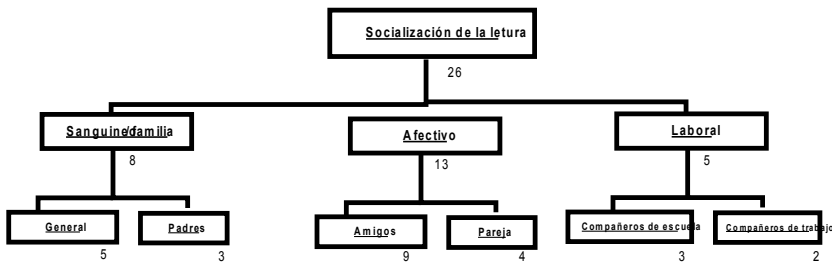 Socialización de la letura
26
Sanguineo/familia
Afectivo
Laboral
8
13
5
General
Padres
Amigos
Pareja
Compañeros de escuela
Compañeros de trabajo
5
3
9
4
3
2